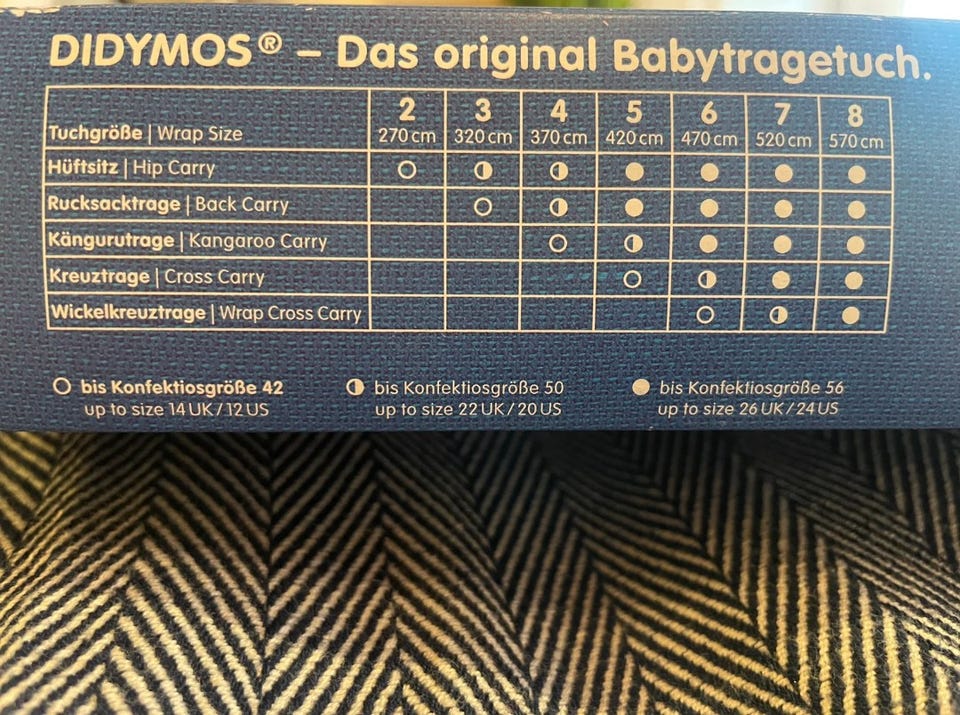 DIDYMOS® – Das original Babytragetuch.
Tuchgröße | Wrap Size 2 270 cm 3 320 cm 4 370 cm 5 420 cm 6 470 cm 7 520 cm 8 570 cm
Hüftsitz | Hip Carry ○ ◑ ◑ ● ● ● ●
Rucksacktrage | Back Carry ○ ◑ ● ● ● ●
Kängurutrage | Kangaroo Carry ○ ◑ ● ● ●
Kreuztrage | Cross Carry ○ ◑ ● ●
Wickelkreuztrage | Wrap Cross Carry ○ ◑ ●
○ bis Konfektiosgröße 42 ◑ bis Konfektiosgröße 50 ● bis Konfektiosgröße 56
up to size 14 UK / 12 US up to size 22 UK / 20 US up to size 26 UK / 24 US